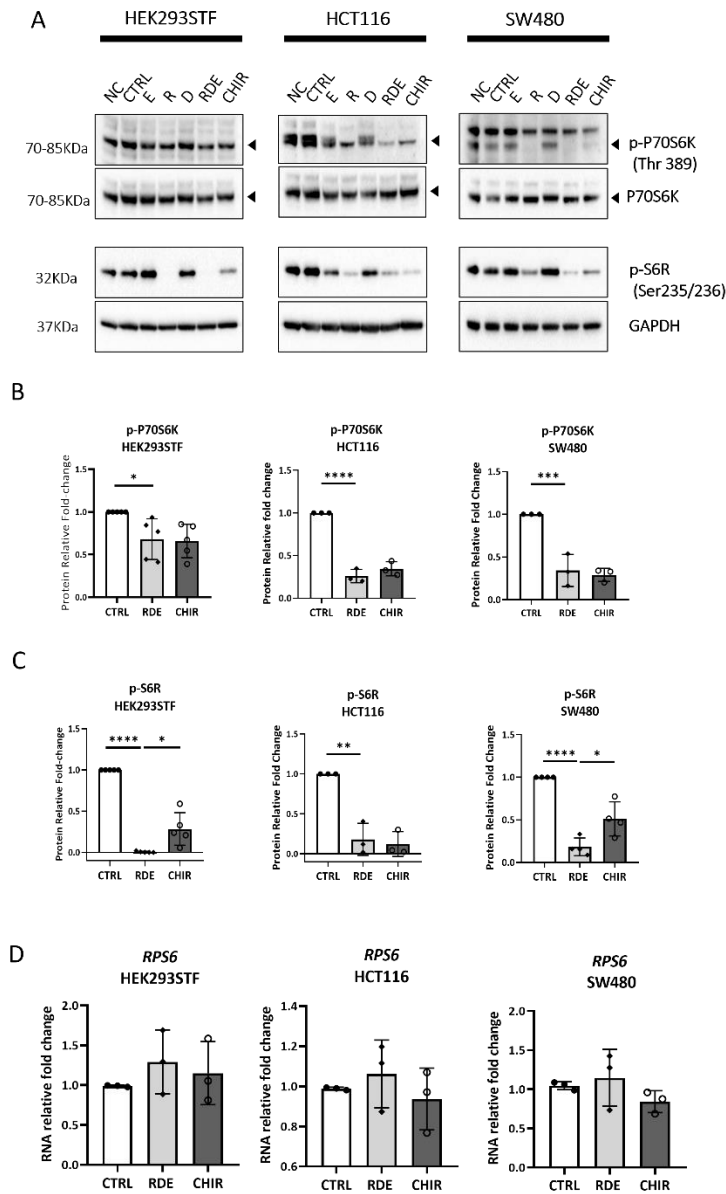 A
HEK293STF HCT116 SW480
NC CTRL E R D RDE CHIR NC CTRL E R D RDE CHIR NC CTRL E R D RDE CHIR
70-85KDa
p-P70S6K
(Thr 389)
70-85KDa
P70S6K
32KDa
p-S6R
(Ser235/236)
37KDa
GAPDH
B
p-P70S6K
HEK293STF
Protein Relative Fold-change
1.5
1.0
0.5
0.0
*
CTRL RDE CHIR
p-P70S6K
HCT116
Protein Relative fold change
1.5
1.0
0.5
0.0
****
CTRL RDE CHIR
p-P70S6K
SW480
Protein Relative Fold Change
1.5
1.0
0.5
0.0
***
CTRL RDE CHIR
C
p-S6R
HEK293STF
Protein Relative Fold-change
1.5
1.0
0.5
0.0
**** *
CTRL RDE CHIR
p-S6R
HCT116
Protein Relative Fold-change
1.5
1.0
0.5
0.0
**
CTRL RDE CHIR
p-S6R
SW480
Protein Relative Fold-change
1.5
1.0
0.5
0.0
**** *
CTRL RDE CHIR
D
RPS6
HEK293STF
RNA relative fold change
2.0
1.5
1.0
0.5
0.0
CTRL RDE CHIR
RPS6
HCT116
RNA relative fold change
1.4
1.2
1.0
0.8
0.6
CTRL RDE CHIR
RPS6
SW480
RNA relative fold change
2.0
1.5
1.0
0.5
0.0
CTRL RDE CHIR